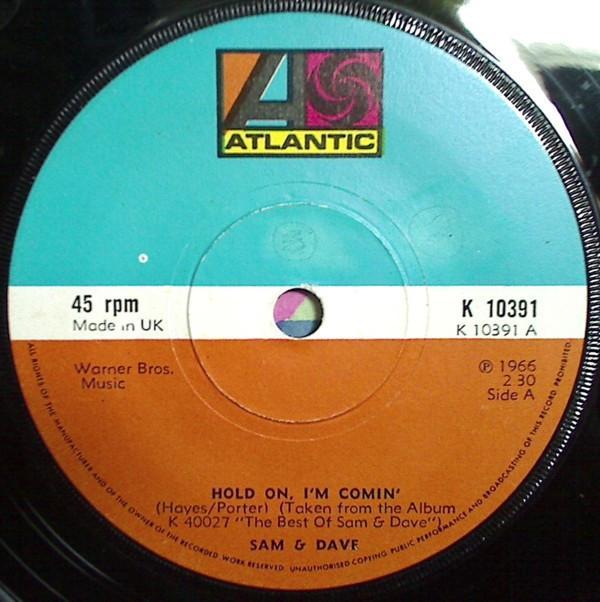 ATLANTIC
45 rpm
Made in UK
K 10391
K 10391 A
Warner Bros.
Music
℗ 1966
2 30
Side A
HOLD ON, I'M COMIN'
(Hayes/Porter) (Taken from the Album
K 40027 "The Best Of Sam & Dave")
SAM & DAVE
ALL RIGHTS OF THE MANUFACTURER AND OF THE OWNER OF THE RECORDED WORK RESERVED. UNAUTHORISED COPYING PUBLIC PERFORMANCE AND BROADCASTING OF THIS RECORD PROHIBITED.